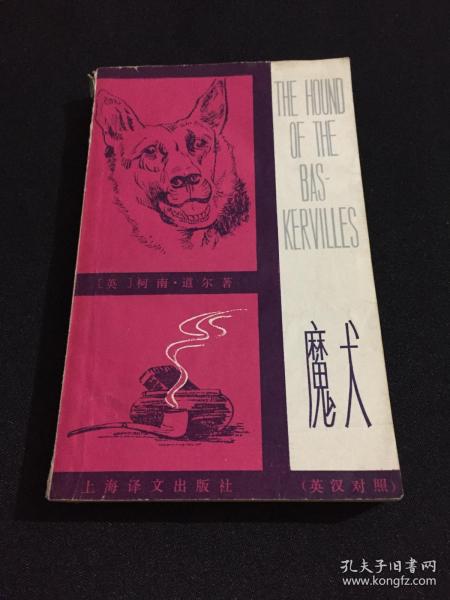 THE HOUND
OF THE
BAS-
KERVILLES
[英]柯南·道尔著
魔犬
上海译文出版社
(英汉对照)
孔夫子旧书网
www.kongfz.com